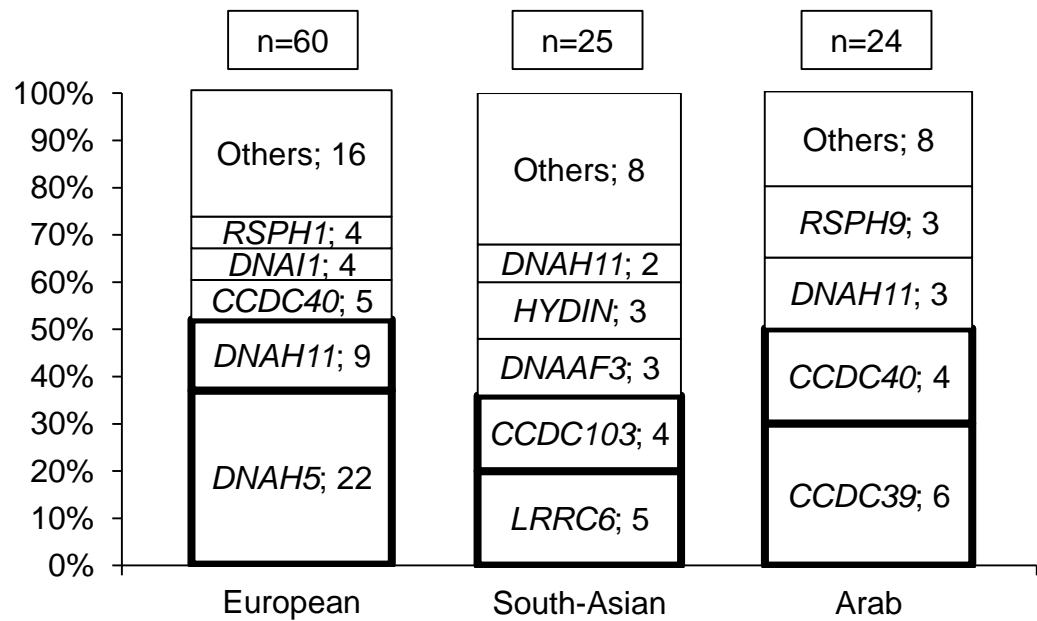 n=60 n=25 n=24
100%
90%
80%
70%
60%
50%
40%
30%
20%
10%
0%
Others; 16
RSPH1; 4
DNAI1; 4
CCDC40; 5
DNAH11; 9
DNAH5; 22
Others; 8
DNAH11; 2
HYDIN; 3
DNAAF3; 3
CCDC103; 4
LRRC6; 5
Others; 8
RSPH9; 3
DNAH11; 3
CCDC40; 4
CCDC39; 6
European South-Asian Arab